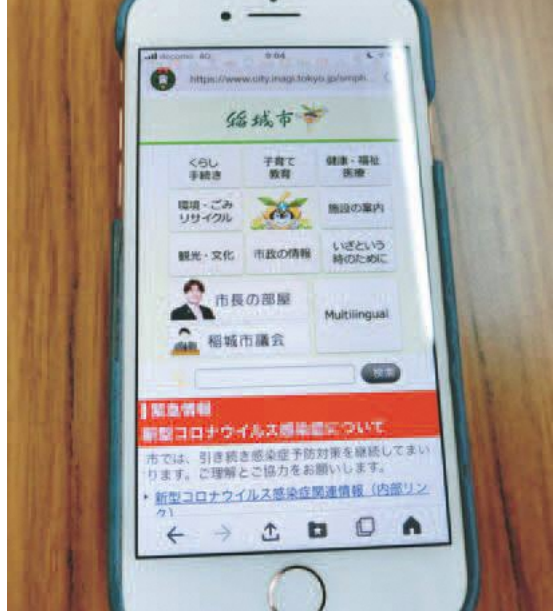 docomo 4G 9:04
https://www.city.inagi.tokyo.jp/smph...
稲城市
くらし
手続き
子育て
教育
健康・福祉
医療
環境・ごみ
リサイクル
施設の案内
観光・文化
市政の情報
いざという
時のために
市長の部屋
Multilingual
稲城市議会
検索
緊急情報
新型コロナウイルス感染症について
市では、引き続き感染症予防対策を継続してまい
ります。ご理解とご協力をお願いします。
新型コロナウイルス感染症関連情報（内部リン
ク）